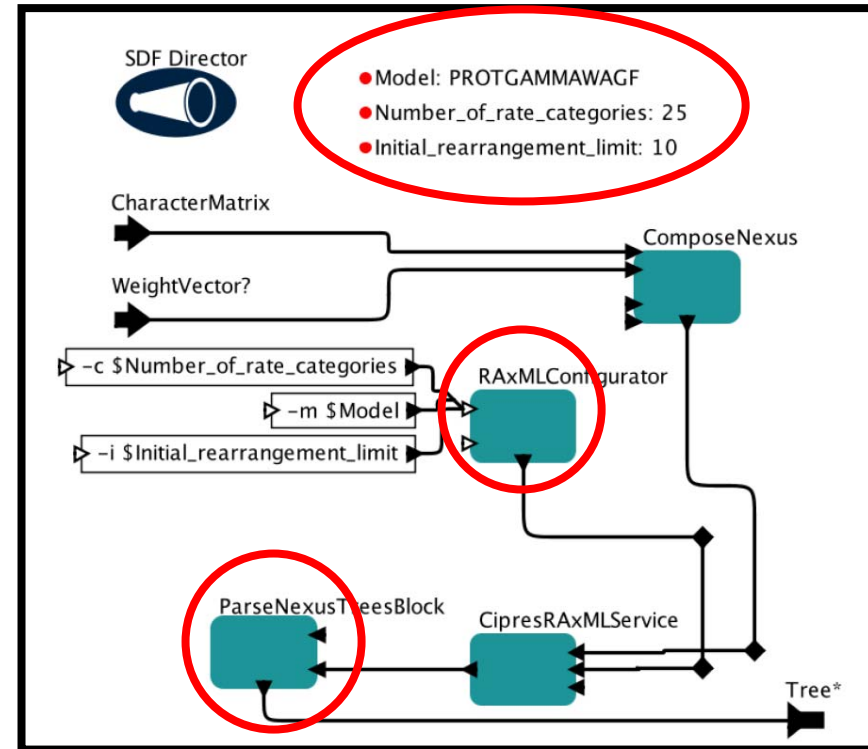 SDF Director
Model: PROTGAMMAWAGF
Number_of_rate_categories: 25
Initial_rearrangement_limit: 10
CharacterMatrix
ComposeNexus
WeightVector?
-c $Number_of_rate_categories
RAxMLConfigurator
-m $Model
-i $Initial_rearrangement_limit
ParseNexusTreesBlock
CipresRAxMLService
Tree*